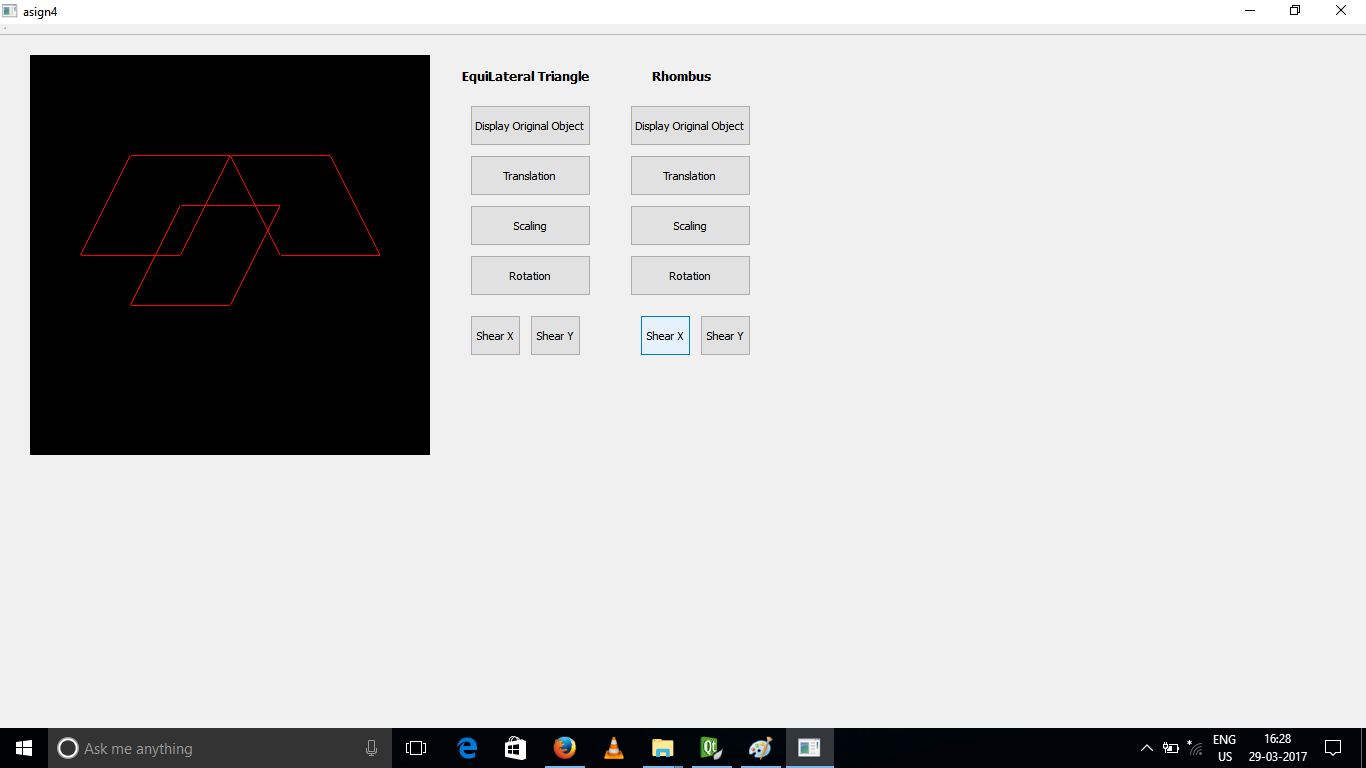 asign4
EquiLateral Triangle Rhombus
Display Original Object Display Original Object
Translation Translation
Scaling Scaling
Rotation Rotation
Shear X Shear Y Shear X Shear Y
Ask me anything
ENG 16:28
US 29-03-2017